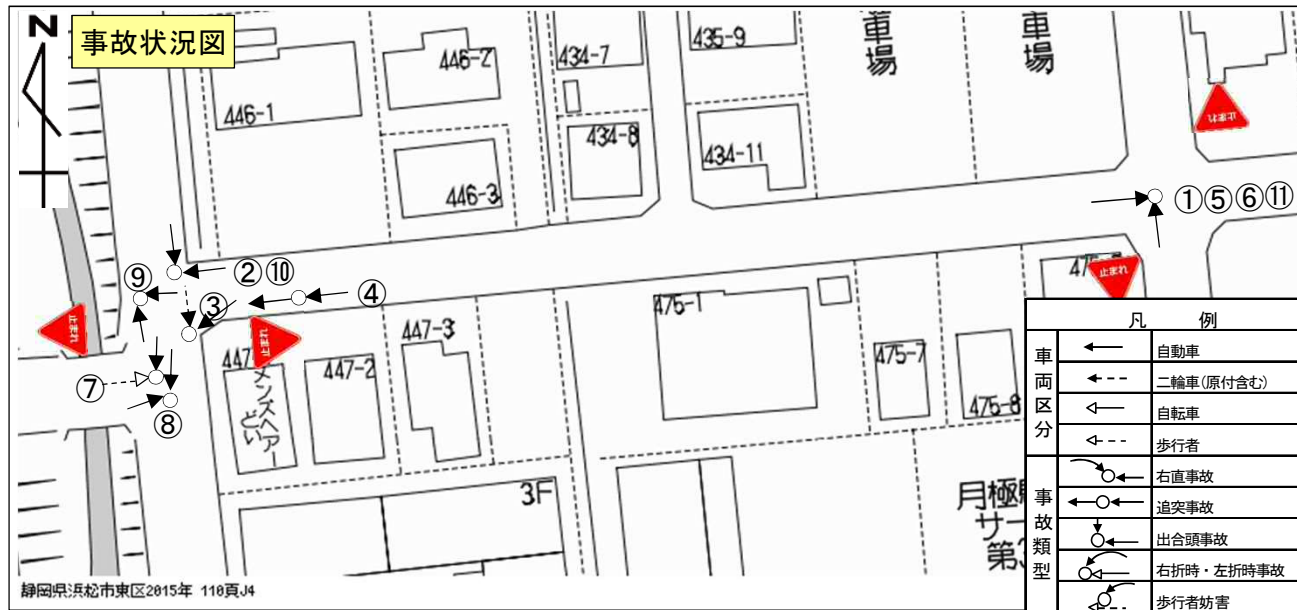 N
事故状況図
446-1
446-2
446-3
434-7
434-8
435-9
434-11
車場
車場
止まれ
①⑤⑥⑪
②⑩
⑨
③
④
止まれ
止まれ
447-3
447-2
メンズヘアー
どい
⑦
⑧
475-1
止まれ
475-7
475-8
3F
月極
サー
第3
静岡県浜松市東区2015年 110頁J4
凡 例
車両区分
自動車
二輪車(原付含む)
自転車
歩行者
事故類型
右直事故
追突事故
出合頭事故
右折時・左折時事故
歩行者妨害